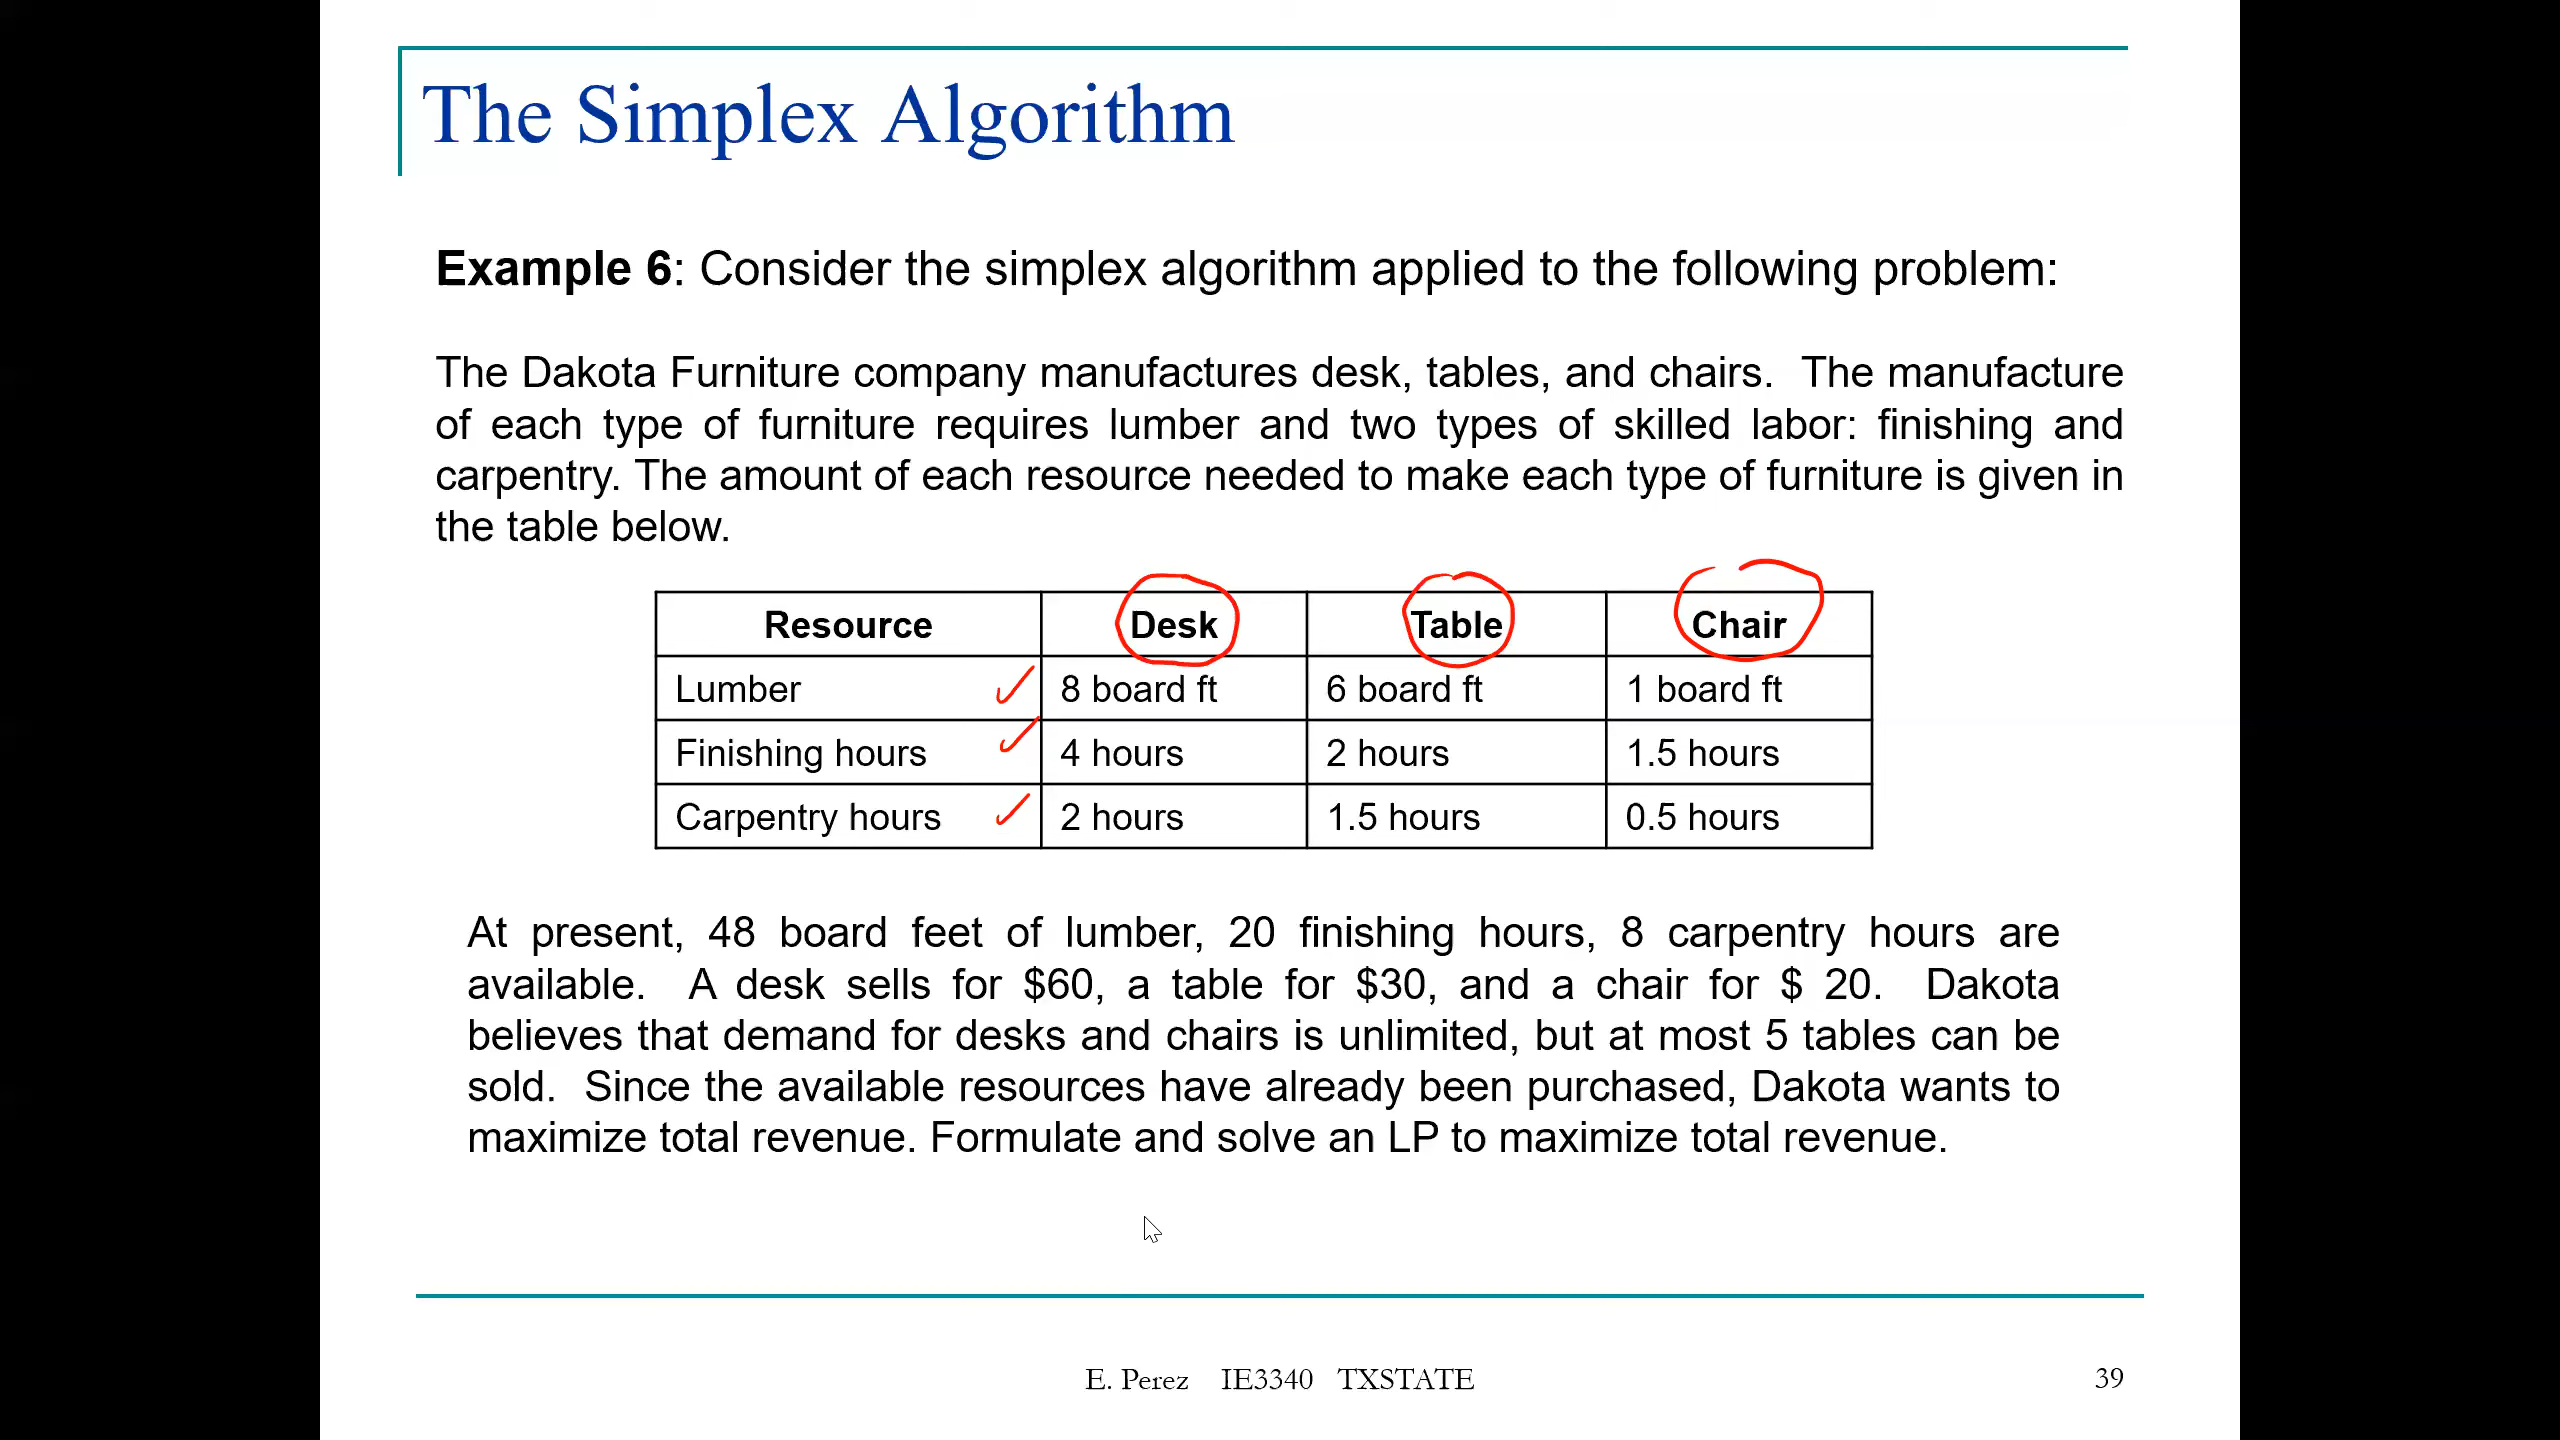 The Simplex Algorithm
Example 6: Consider the simplex algorithm applied to the following problem:
The Dakota Furniture company manufactures desk, tables, and chairs. The manufacture
of each type of furniture requires lumber and two types of skilled labor: finishing and
carpentry. The amount of each resource needed to make each type of furniture is given in
the table below.
Resource Desk Table Chair
Lumber 8 board ft 6 board ft 1 board ft
Finishing hours 4 hours 2 hours 1.5 hours
Carpentry hours 2 hours 1.5 hours 0.5 hours
At present, 48 board feet of lumber, 20 finishing hours, 8 carpentry hours are
available. A desk sells for $60, a table for $30, and a chair for $ 20. Dakota
believes that demand for desks and chairs is unlimited, but at most 5 tables can be
sold. Since the available resources have already been purchased, Dakota wants to
maximize total revenue. Formulate and solve an LP to maximize total revenue.
E. Perez IE3340 TXSTATE 39